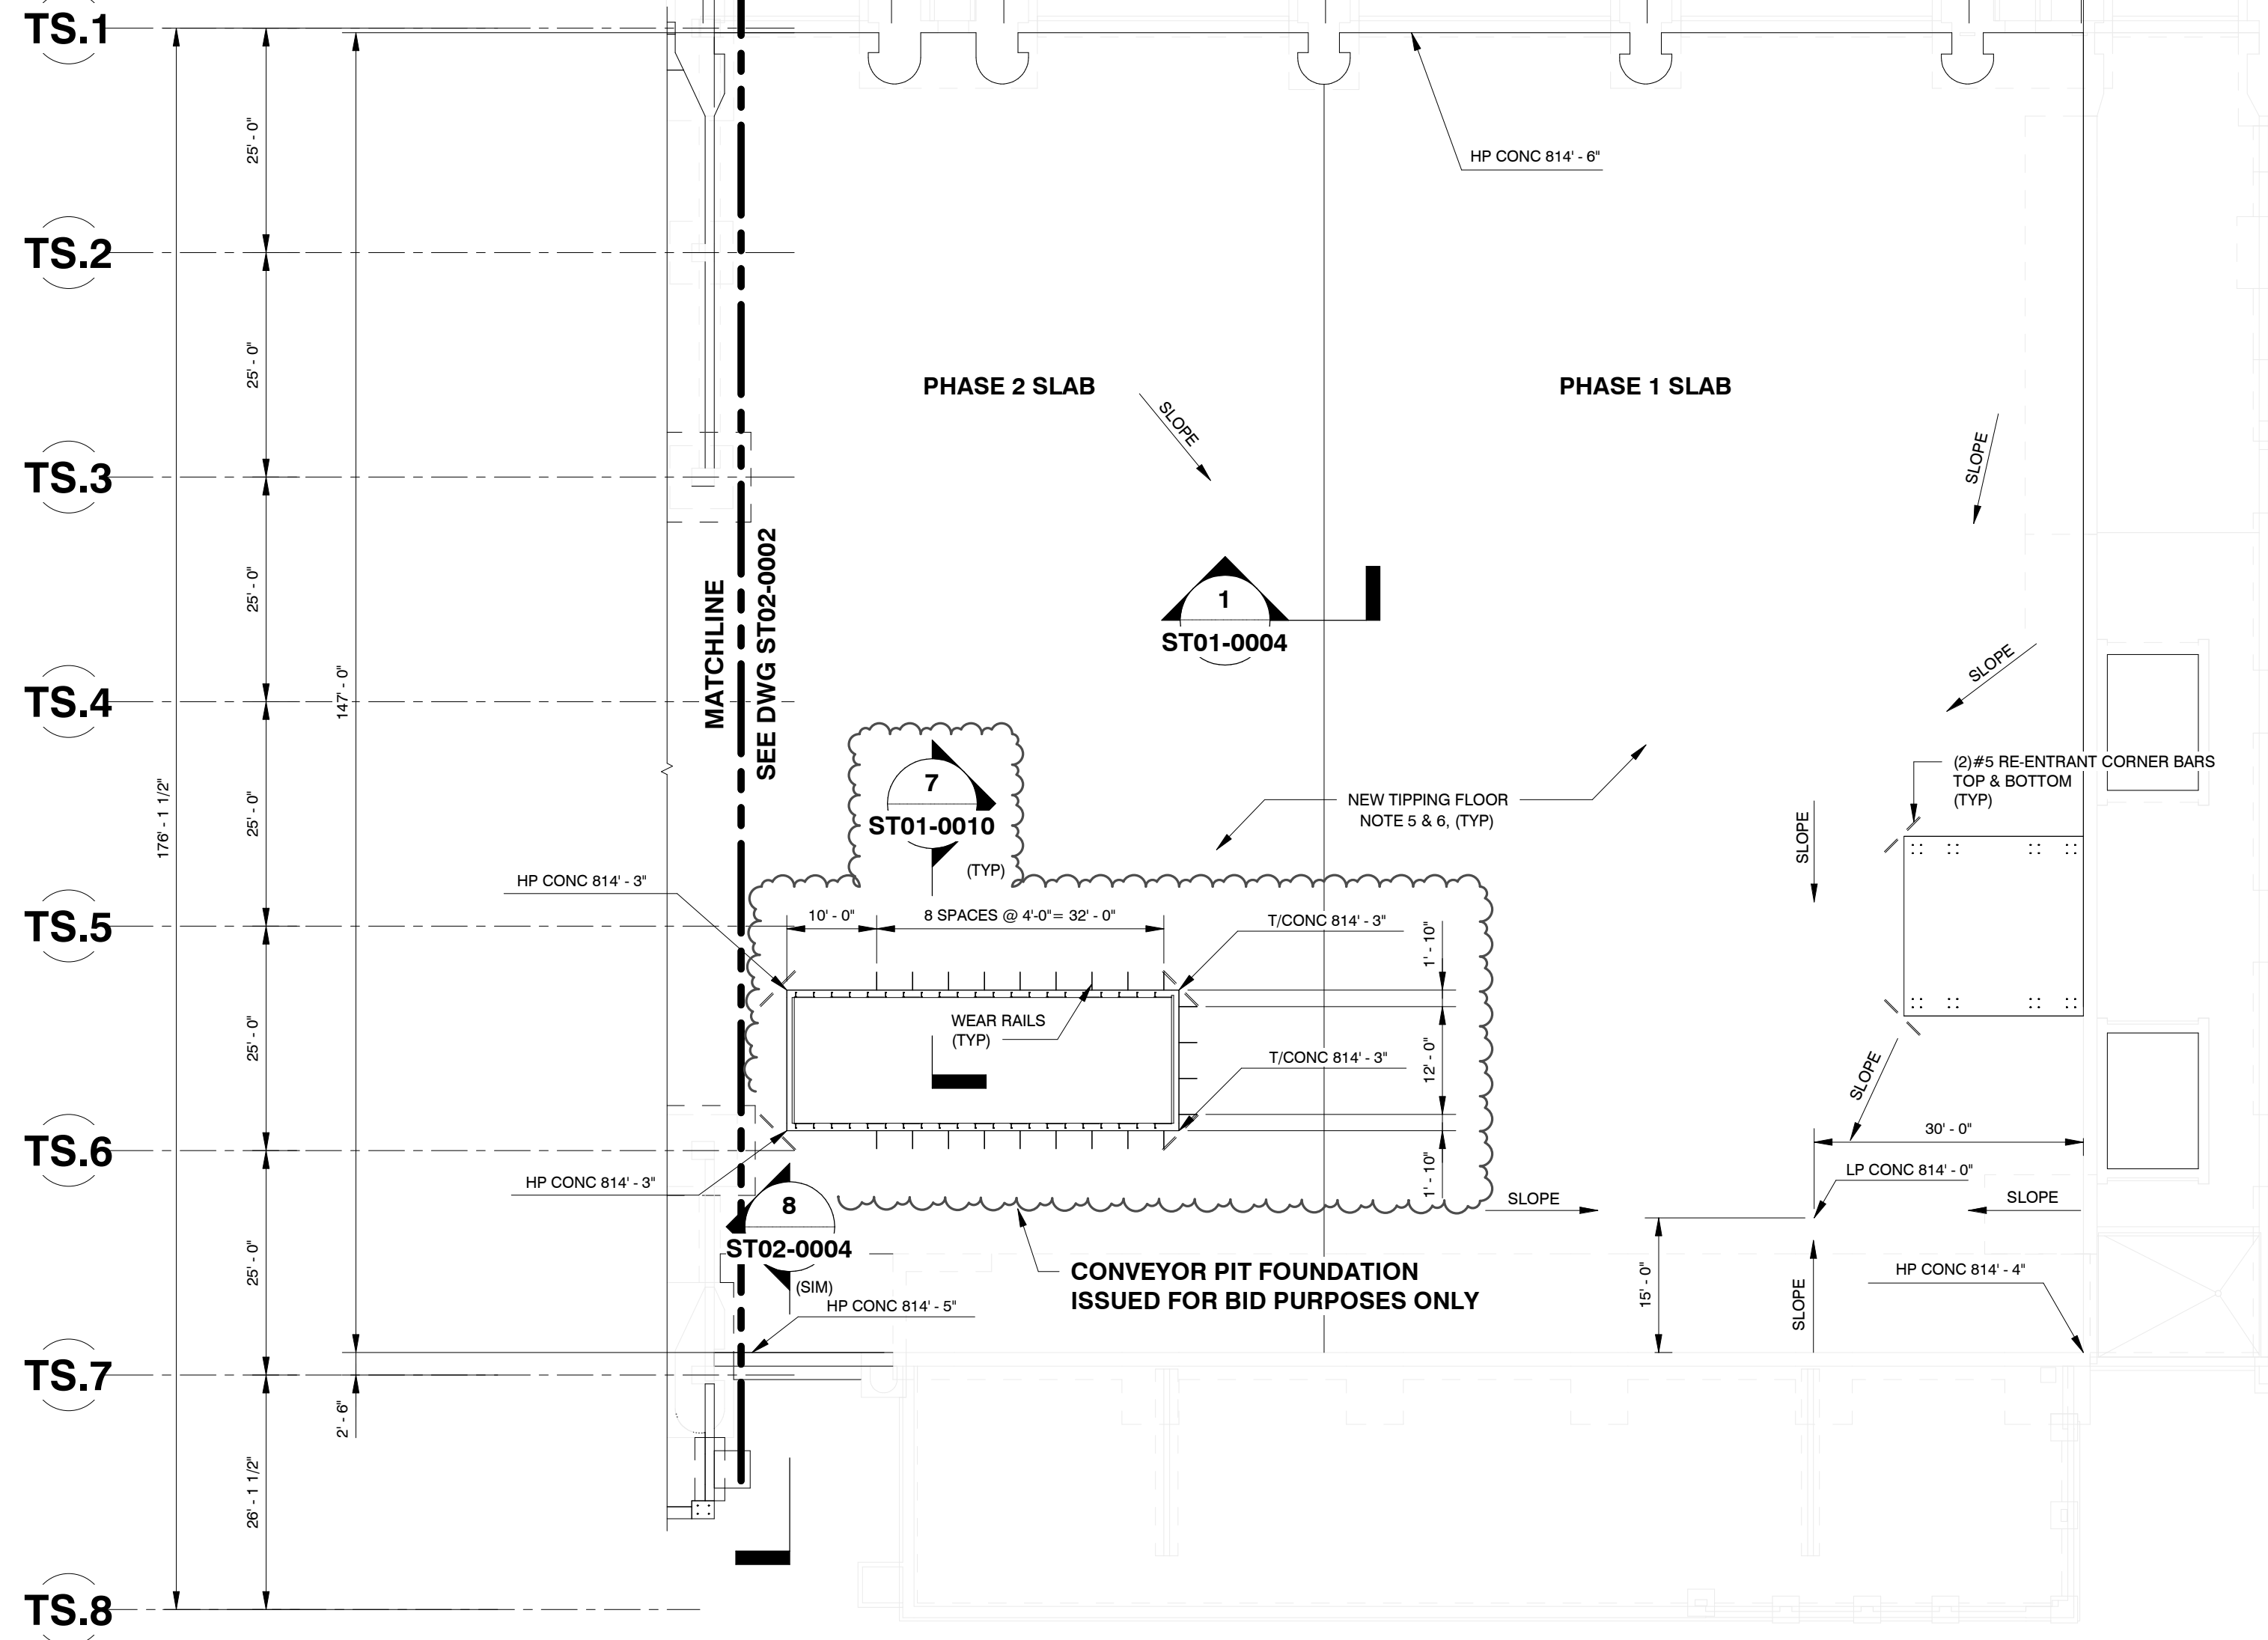 TS.1
TS.2
TS.3
TS.4
TS.5
TS.6
TS.7
TS.8
176' - 1 1/2"
25' - 0"
25' - 0"
25' - 0"
25' - 0"
25' - 0"
25' - 0"
26' - 1 1/2"
147' - 0"
2' - 6"
MATCHLINE
SEE DWG ST02-0002
HP CONC 814' - 6"
PHASE 2 SLAB
PHASE 1 SLAB
SLOPE
SLOPE
1
ST01-0004
SLOPE
7
ST01-0010
(TYP)
NEW TIPPING FLOOR
NOTE 5 & 6, (TYP)
(2)#5 RE-ENTRANT CORNER BARS
TOP & BOTTOM
(TYP)
SLOPE
HP CONC 814' - 3"
10' - 0"
8 SPACES @ 4'-0"= 32' - 0"
T/CONC 814' - 3"
1' - 10"
WEAR RAILS
(TYP)
T/CONC 814' - 3"
12' - 0"
SLOPE
30' - 0"
HP CONC 814' - 3"
1' - 10"
LP CONC 814' - 0"
SLOPE
SLOPE
8
ST02-0004
(SIM)
HP CONC 814' - 5"
CONVEYOR PIT FOUNDATION
ISSUED FOR BID PURPOSES ONLY
15' - 0"
SLOPE
HP CONC 814' - 4"